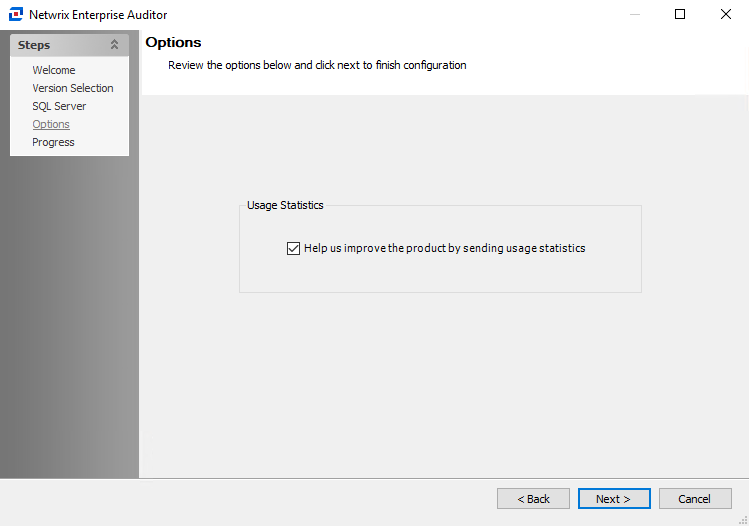 Netwrix Enterprise Auditor
Steps
Welcome
Version Selection
SQL Server
Options
Progress
Options
Review the options below and click next to finish configuration
Usage Statistics
Help us improve the product by sending usage statistics
< Back
Next >
Cancel